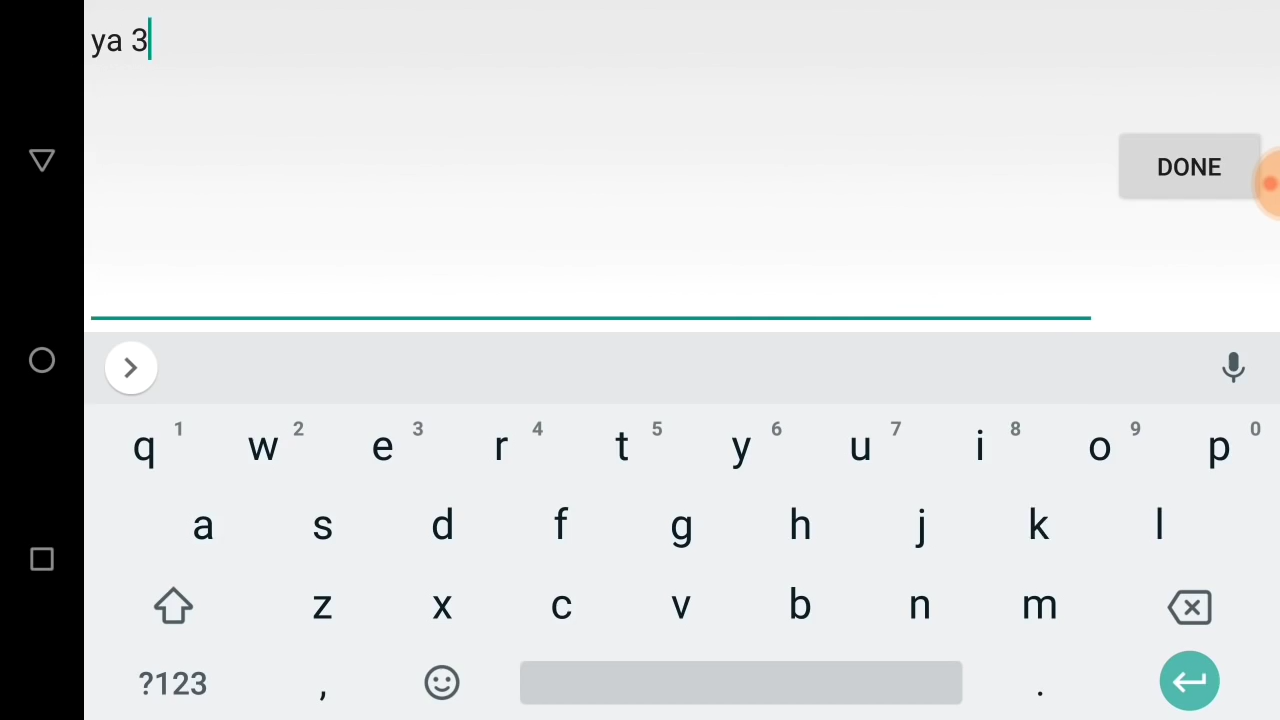 ya 3
DONE
q 1 w 2 e 3 r 4 t 5 y 6 u 7 i 8 o 9 p 0
a s d f g h j k l
z x c v b n m
?123 , .